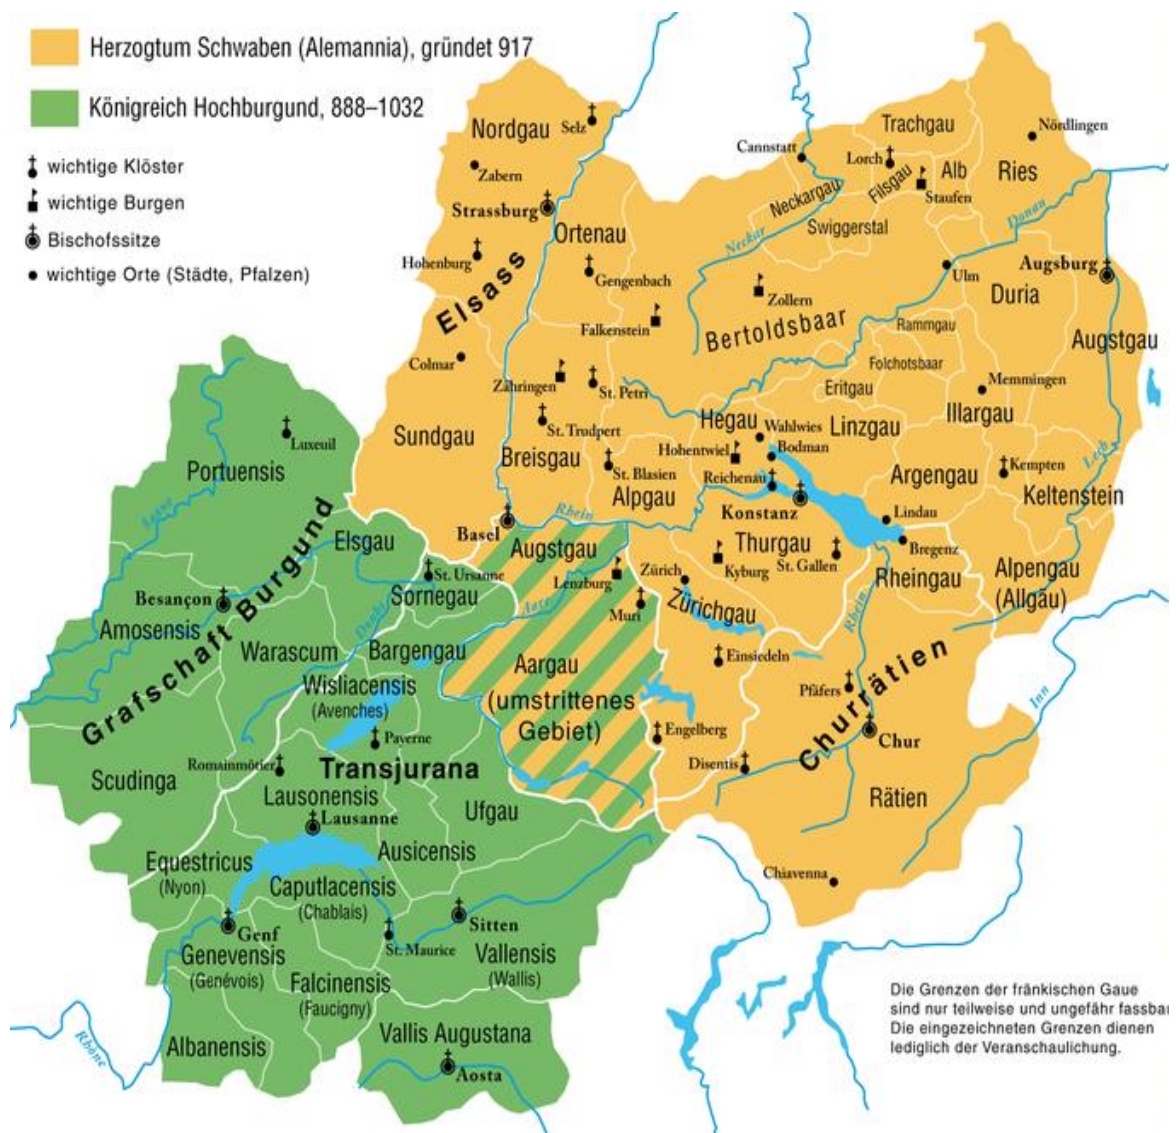 Herzogtum Schwaben (Alemannia), gründet 917
Königreich Hochburgund, 888–1032
wichtige Klöster
wichtige Burgen
Bischofssitze
wichtige Orte (Städte, Pfalzen)
Nordgau
Selz
Zabern
Strassburg
Ortenau
Hohenburg
Gengenbach
Elsass
Falkenstein
Colmar
Zähringen
St. Petri
St. Trudpert
Sundgau
Breisgau
St. Blasien
Alpgau
Basel
Rhein
Cannstatt
Trachgau
Nördlingen
Lorch
Filsgau
Alb
Ries
Staufen
Neckargau
Swiggerstal
Neckar
Donau
Ulm
Augsburg
Duria
Zollern
Bertoldsbaar
Rammgau
Augstgau
Folchotsbaar
Eritgau
Memmingen
Illargau
Hegau
Wahlwies
Linzgau
Bodman
Hohentwiel
Reichenau
Argengau
Kempten
Lech
Keltenstein
Konstanz
Lindau
Bregenz
Thurgau
St. Gallen
Kyburg
Zürich
Zürichgau
Rheingau
Alpengau
(Allgäu)
Rhein
Einsiedeln
Pfäfers
Churrätien
Inn
Chur
Engelberg
Disentis
Rätien
Chiavenna
Augstgau
Lenzburg
Aare
Muri
Aargau
(umstrittenes
Gebiet)
Luxeuil
Portuensis
Saane
Elsgau
St. Ursanne
Sornegau
Besançon
Amosensis
Grafschaft Burgund
Doubs
Warascum
Bargengau
Wisliacensis
(Avenches)
Payerne
Romainmôtier
Transjurana
Scudinga
Lausonensis
Lausanne
Ufgau
Equestricus
(Nyon)
Ausicensis
Caputlacensis
(Chablais)
Genf
Sitten
St. Maurice
Genevensis
(Genévois)
Vallensis
(Wallis)
Falcinensis
(Faucigny)
Rhône
Albanensis
Vallis Augustana
Aosta
Die Grenzen der fränkischen Gaue
sind nur teilweise und ungefähr fassbar
Die eingezeichneten Grenzen dienen
lediglich der Veranschaulichung.